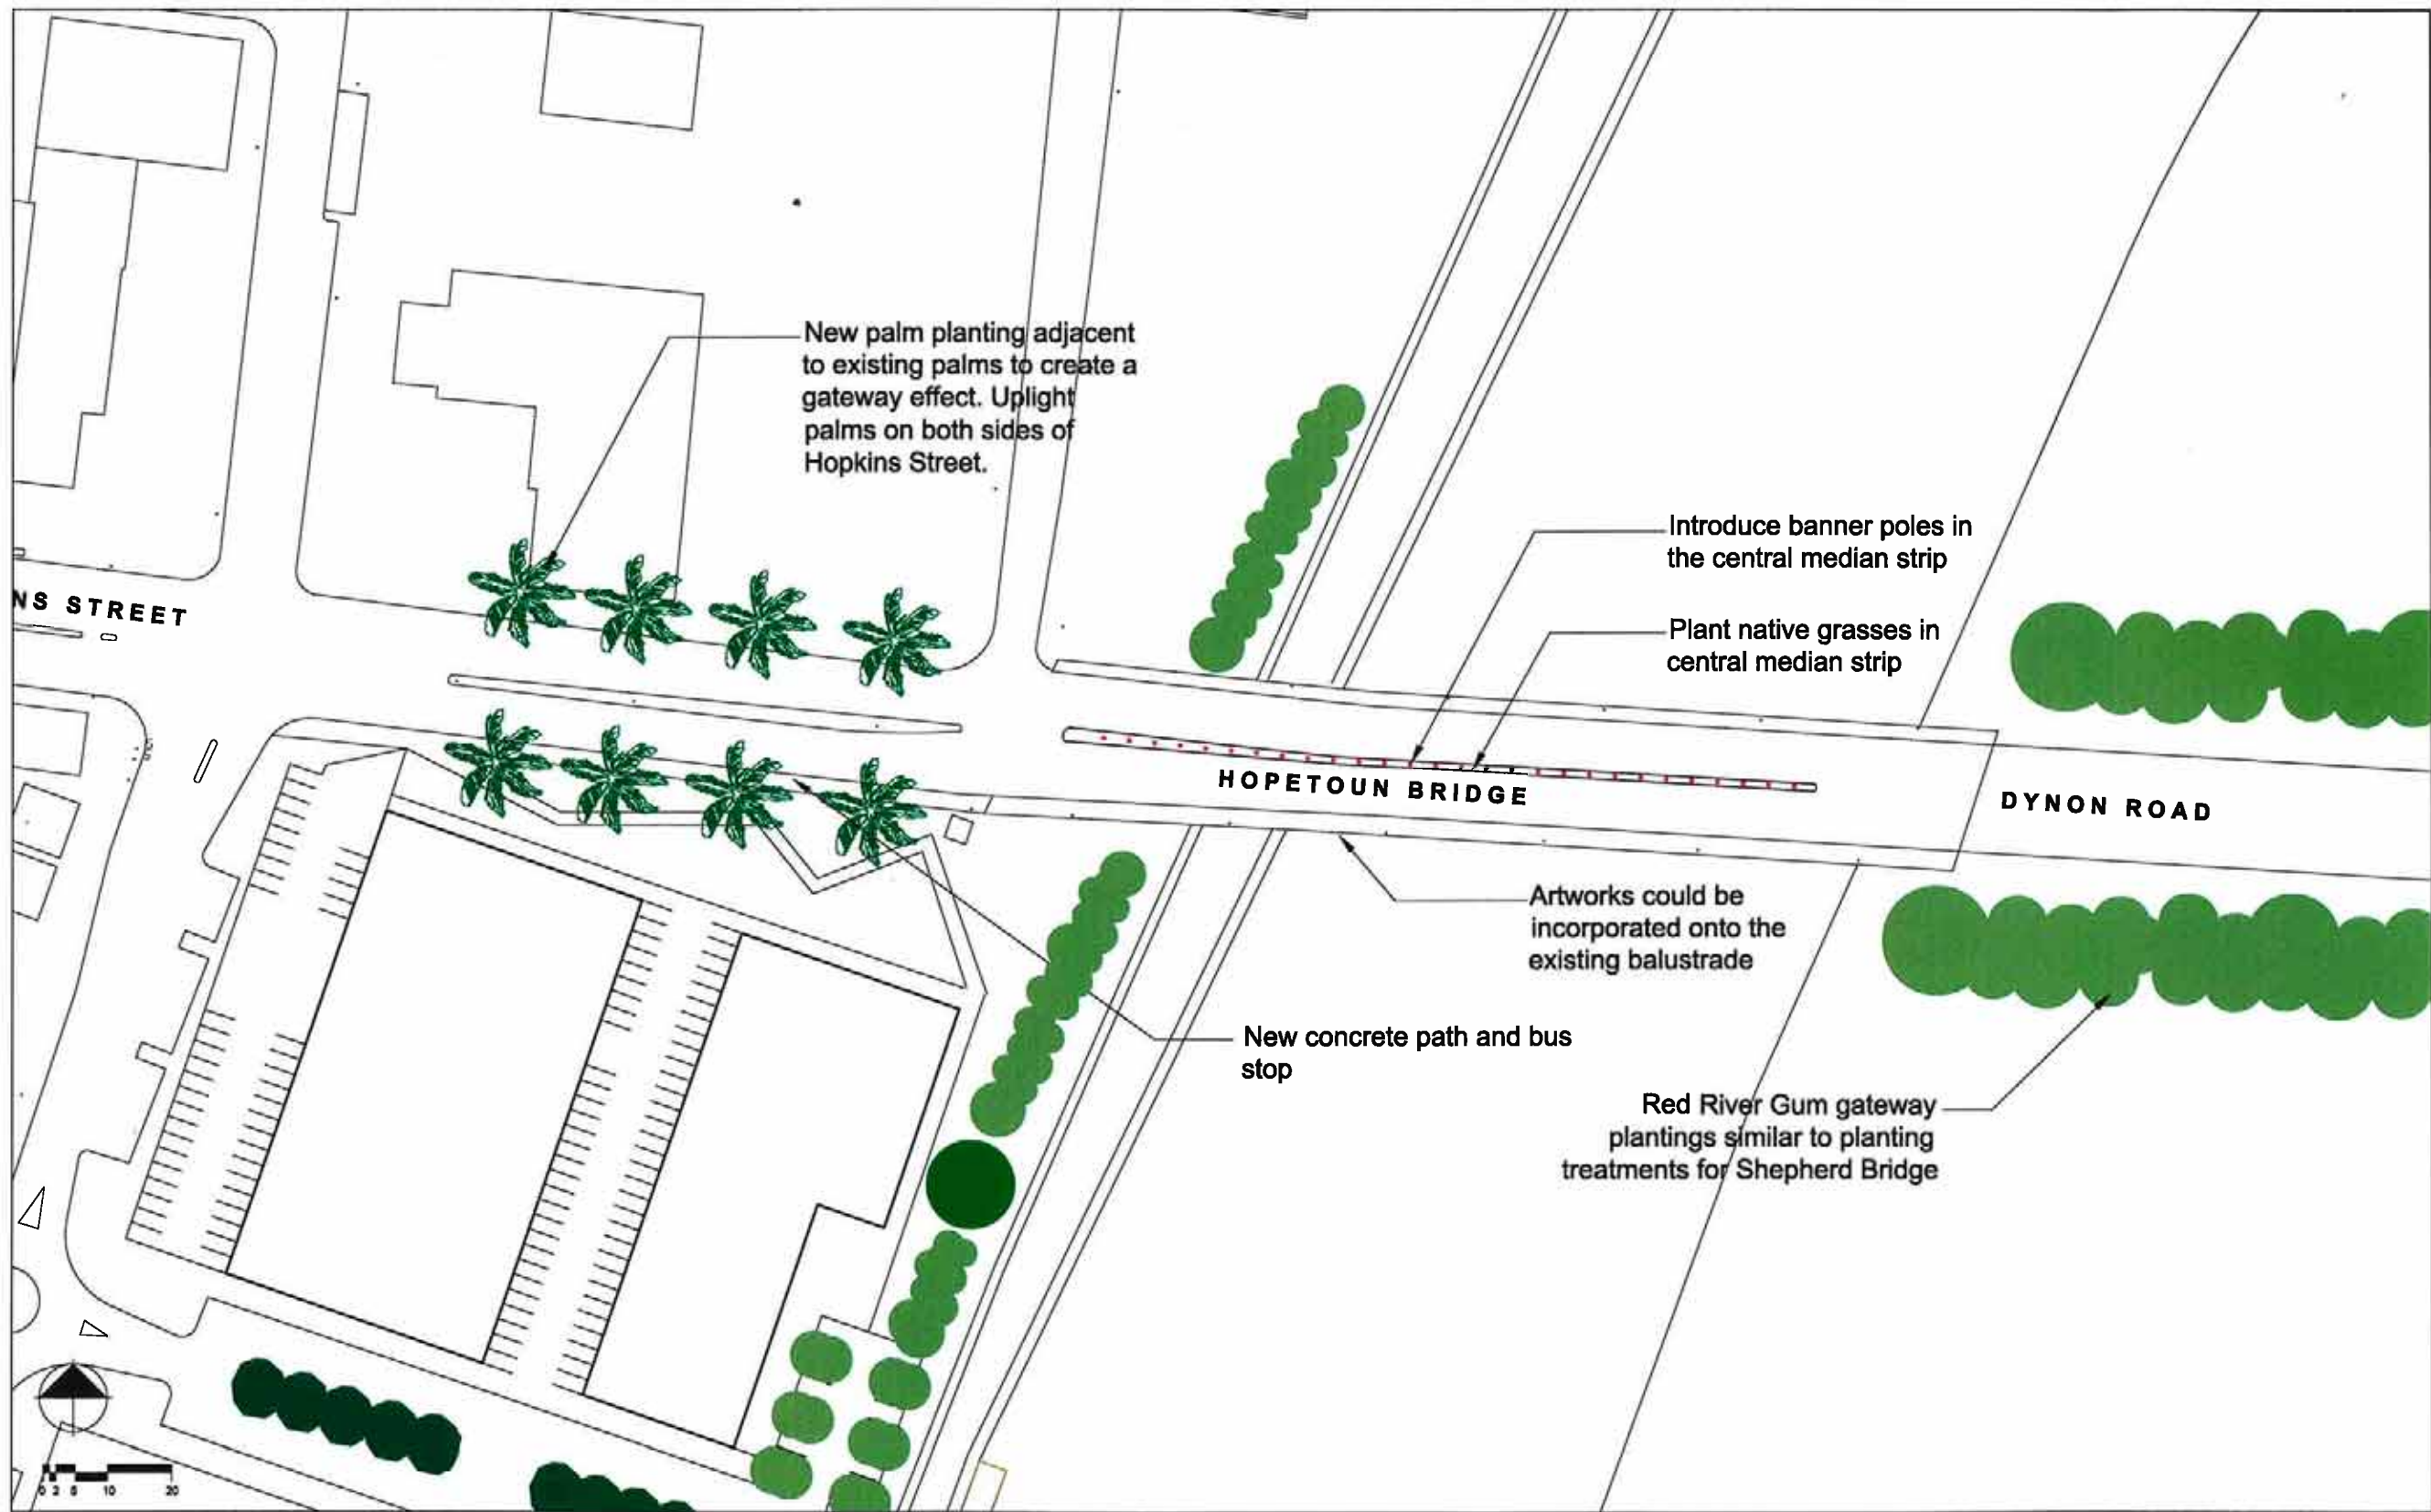 New palm planting adjacent
to existing palms to create a
gateway effect. Uplight
palms on both sides of
Hopkins Street.
Introduce banner poles in
the central median strip
Plant native grasses in
central median strip
NS STREET
HOPETOUN BRIDGE
DYNON ROAD
Artworks could be
incorporated onto the
existing balustrade
New concrete path and bus
stop
Red River Gum gateway
plantings similar to planting
treatments for Shepherd Bridge
0 2 5 10 20